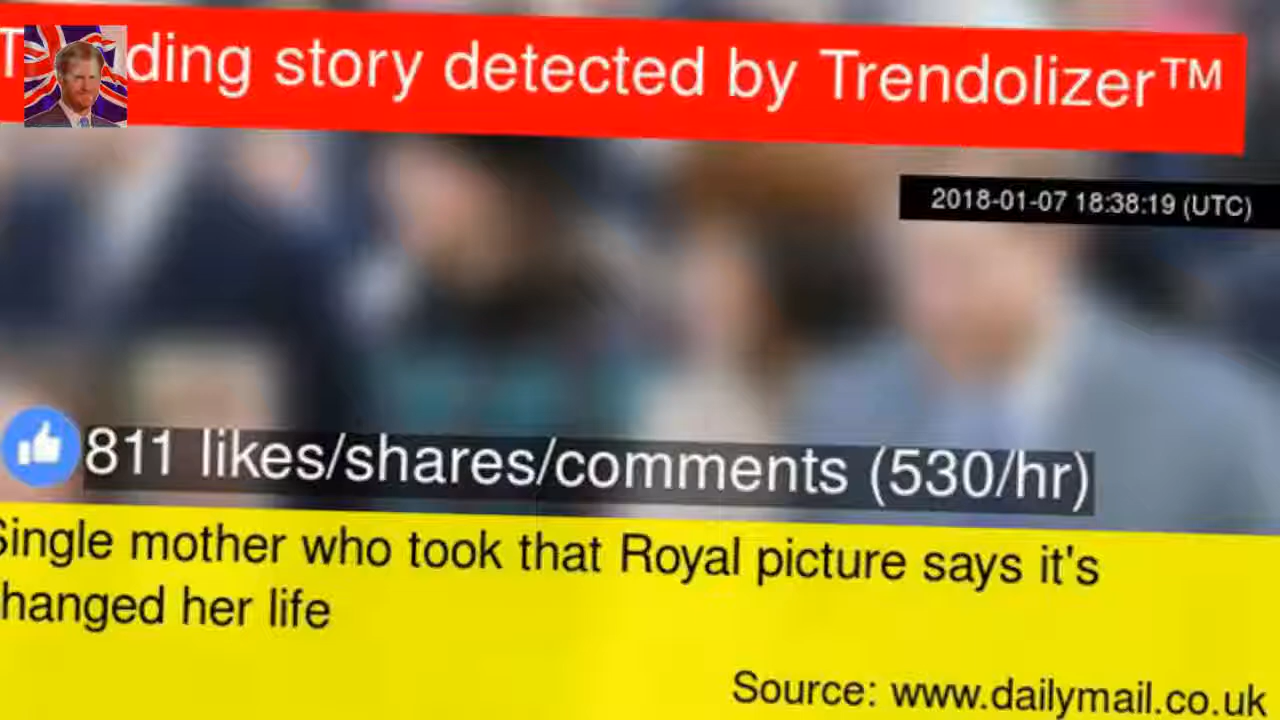 ding story detected by Trendolizer™
2018-01-07 18:38:19 (UTC)
811 likes/shares/comments (530/hr)
Single mother who took that Royal picture says it's
hanged her life
Source: www.dailymail.co.uk